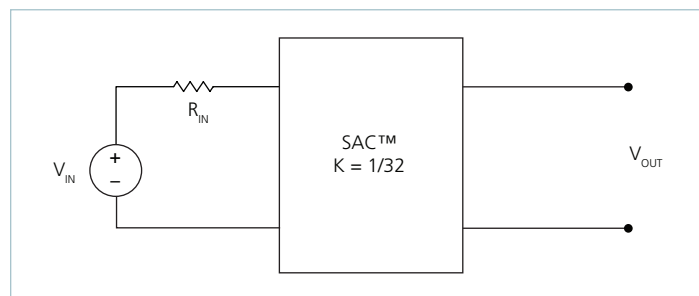 R_IN
SAC™
K = 1/32
+
–
V_IN
V_OUT